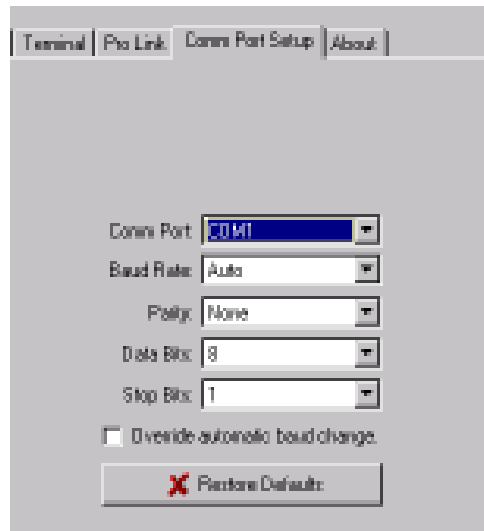 Terminal Pro Link Comm Port Setup About
Comm Port: COM1
Baud Rate: Auto
Parity: None
Data Bits: 8
Stop Bits: 1
Override automatic baud change.
Restore Defaults